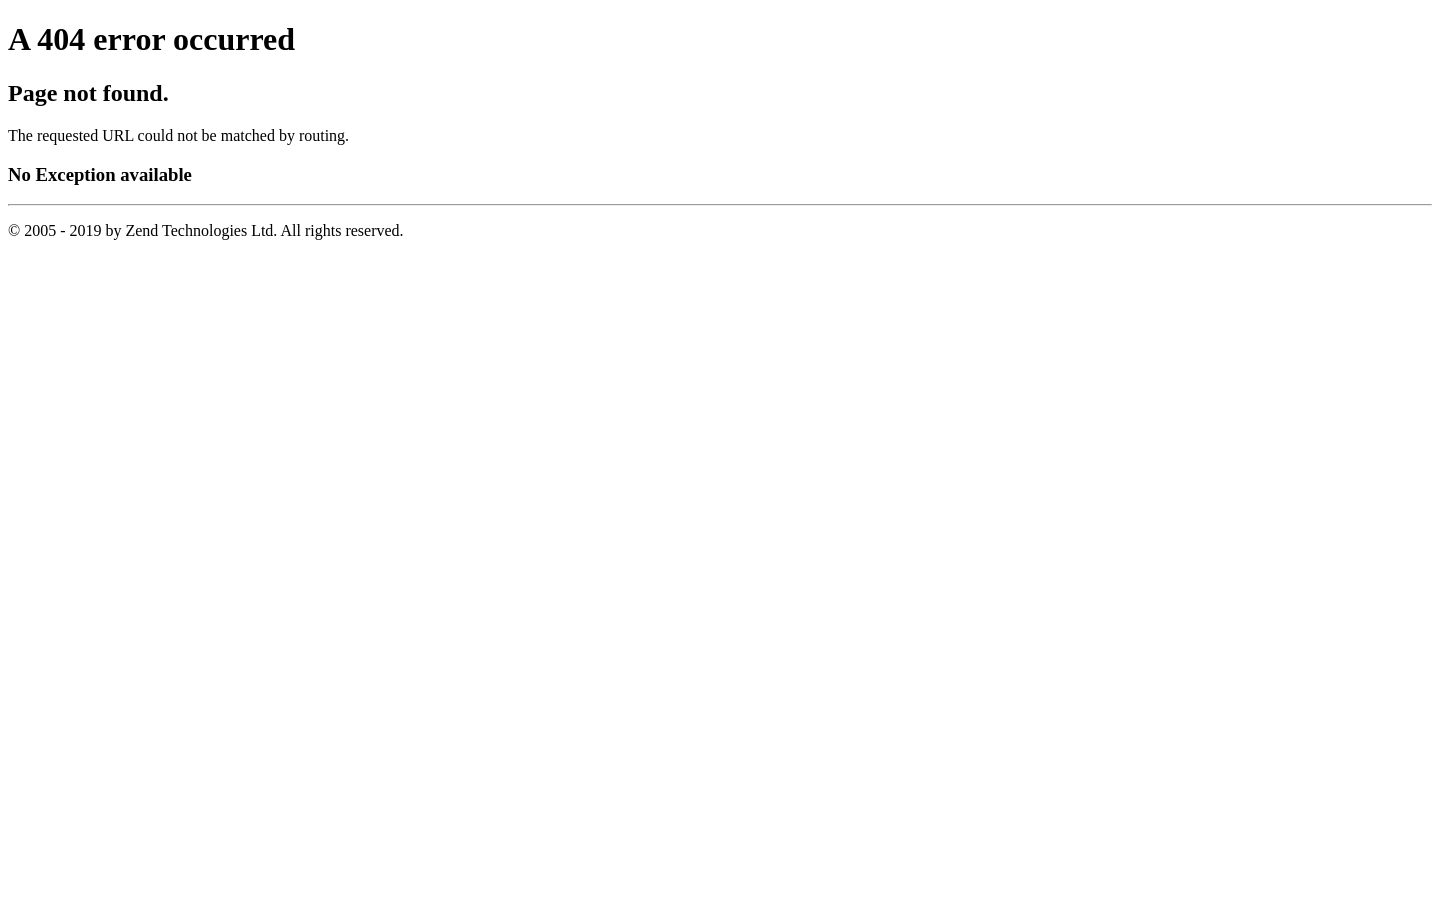 A 404 error occurred
Page not found.
The requested URL could not be matched by routing.
No Exception available
© 2005 - 2019 by Zend Technologies Ltd. All rights reserved.